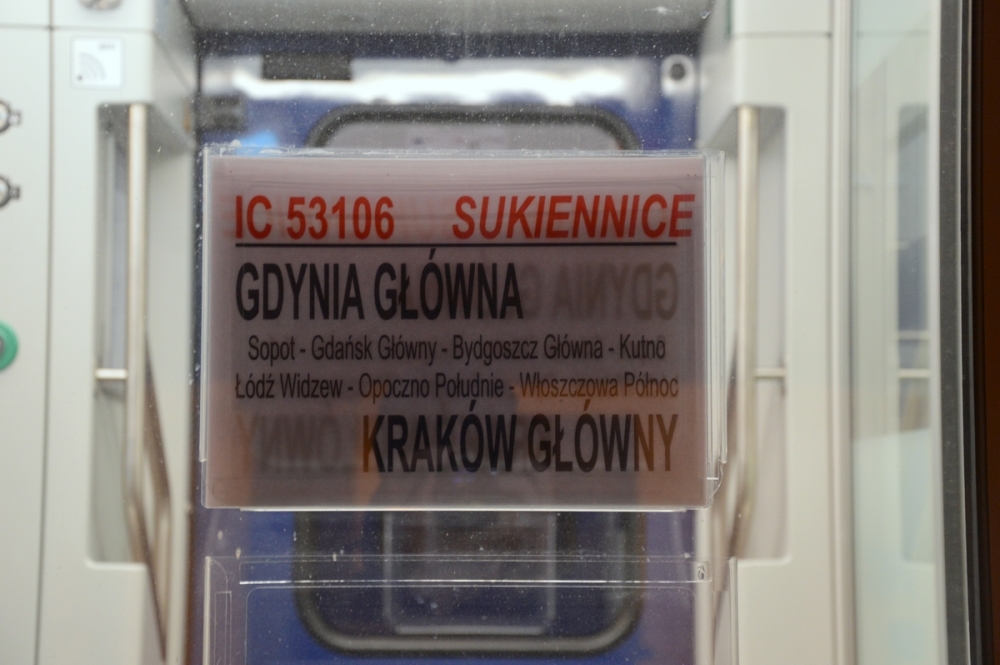 IC 53106 SUKIENNICE
GDYNIA GŁÓWNA
Sopot - Gdańsk Główny - Bydgoszcz Główna - Kutno
Łódź Widzew - Opoczno Południe - Włoszczowa Północ
KRAKÓW GŁÓWNY